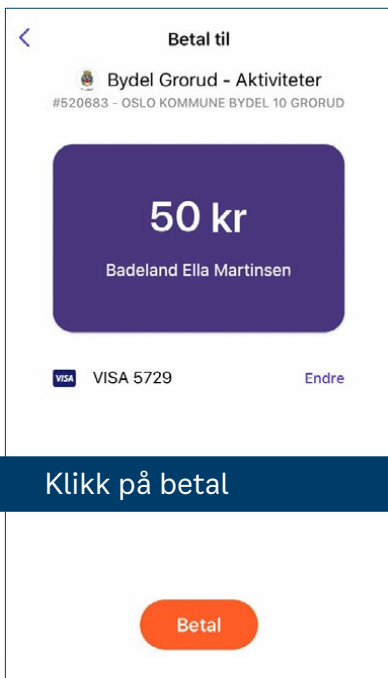 Betal til
Bydel Grorud - Aktiviteter
#520683 - OSLO KOMMUNE BYDEL 10 GRORUD
50 kr
Badeland Ella Martinsen
VISA VISA 5729 Endre
Klikk på betal
Betal